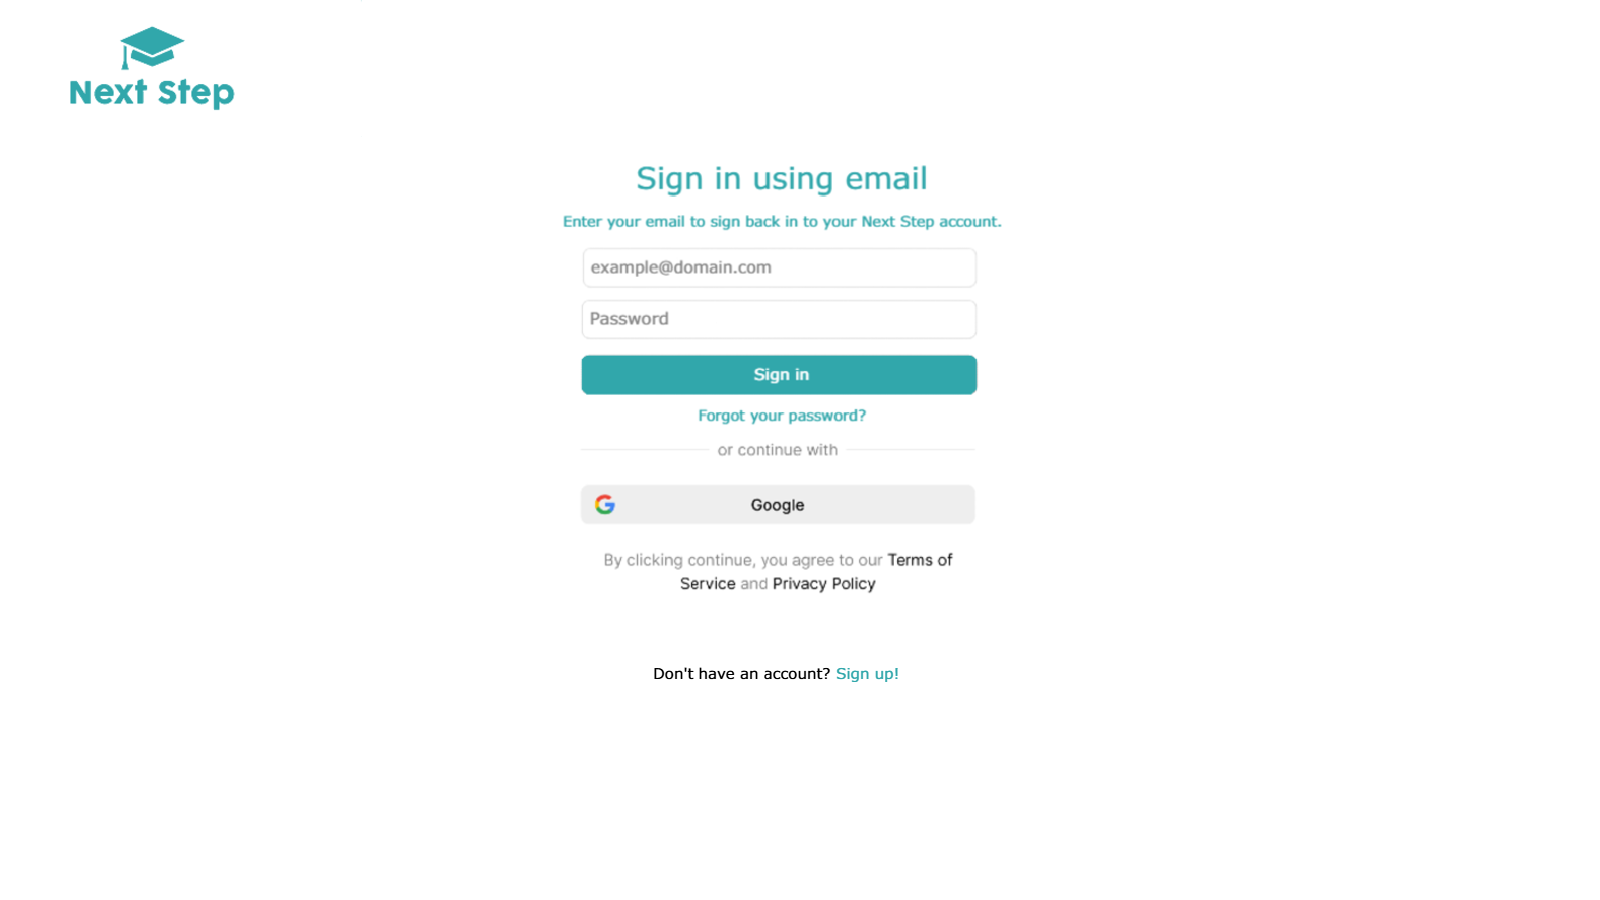 Next Step
Sign in using email
Enter your email to sign back in to your Next Step account.
example@domain.com
Password
Sign in
Forgot your password?
or continue with
Google
By clicking continue, you agree to our Terms of
Service and Privacy Policy
Don't have an account? Sign up!